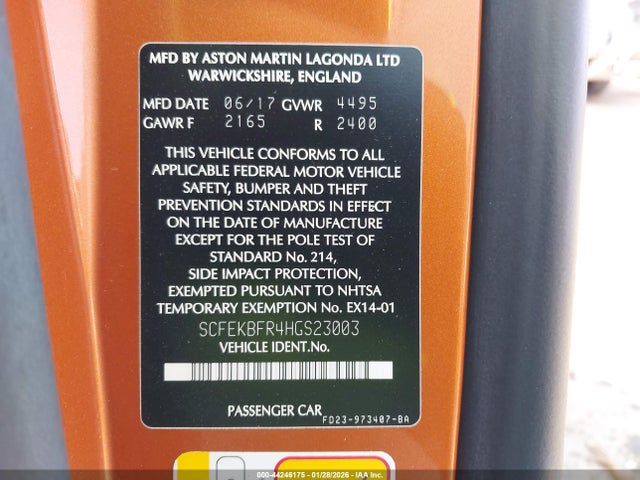 MFD BY ASTON MARTIN LAGONDA LTD
WARWICKSHIRE, ENGLAND
MFD DATE 06/17 GVWR 4495
GAWR F 2165 R 2400
THIS VEHICLE CONFORMS TO ALL
APPLICABLE FEDERAL MOTOR VEHICLE
SAFETY, BUMPER AND THEFT
PREVENTION STANDARDS IN EFFECT
ON THE DATE OF MANUFACTURE
EXCEPT FOR THE POLE TEST OF
STANDARD No. 214,
SIDE IMPACT PROTECTION,
EXEMPTED PURSUANT TO NHTSA
TEMPORARY EXEMPTION No. EX14-01
SCFEKBFR4HGS23003
VEHICLE IDENT.No.
PASSENGER CAR
FD23-973407-BA
000-44246175 - 01/28/2026 - IAA Inc.